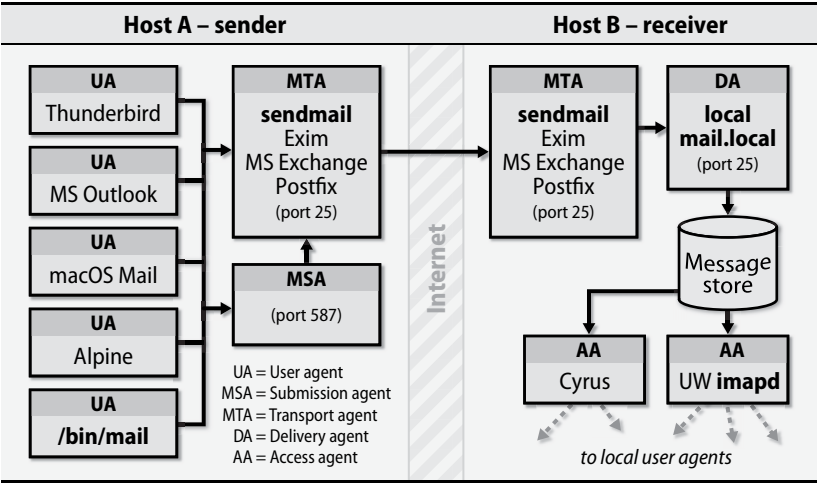 Host A – sender
Host B – receiver
UA
Thunderbird
UA
MS Outlook
UA
macOS Mail
UA
Alpine
UA
/bin/mail
MTA
sendmail
Exim
MS Exchange
Postfix
(port 25)
MSA
(port 587)
UA = User agent
MSA = Submission agent
MTA = Transport agent
DA = Delivery agent
AA = Access agent
Internet
MTA
sendmail
Exim
MS Exchange
Postfix
(port 25)
DA
local
mail.local
(port 25)
Message
store
AA
Cyrus
AA
UW imapd
to local user agents